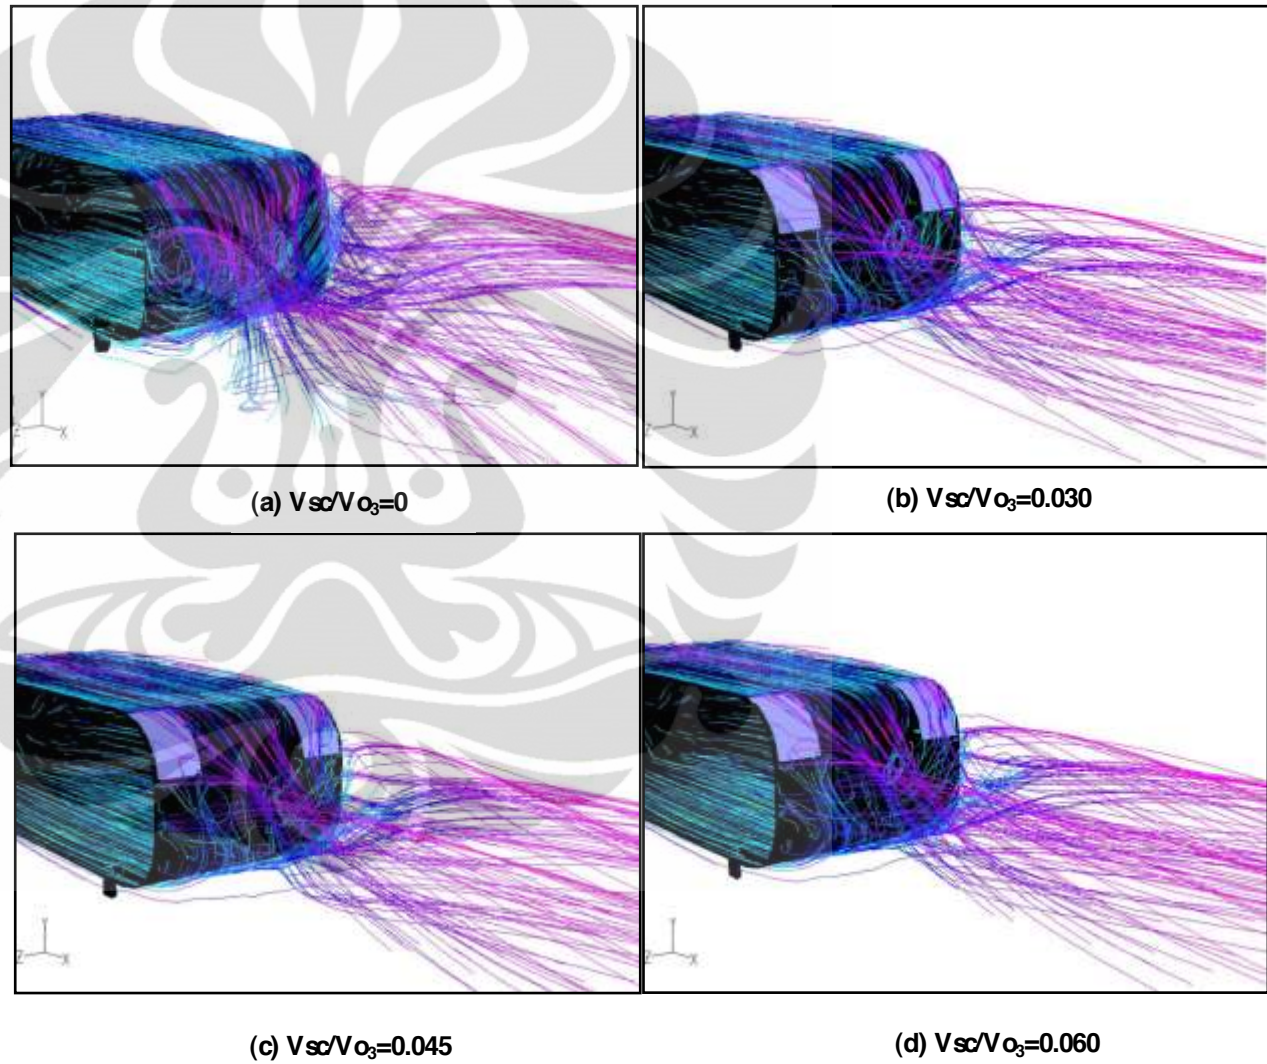 Y
Z X
Y
Z X
(a) Vsc/Vo₃=0
(b) Vsc/Vo₃=0.030
Y
Z X
Y
Z X
(c) Vsc/Vo₃=0.045
(d) Vsc/Vo₃=0.060